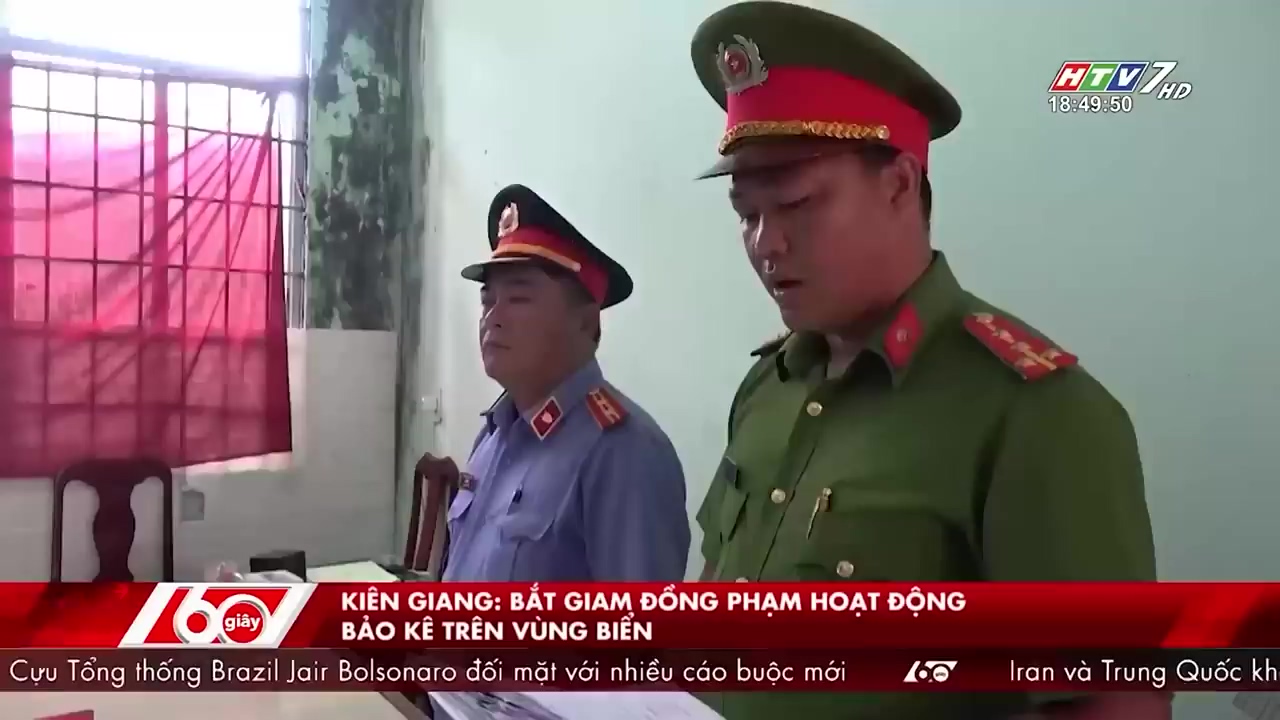 HTV7 HD
18:49:50
60 giây
KIÊN GIANG: BẮT GIAM ĐỒNG PHẠM HOẠT ĐỘNG
BẢO KÊ TRÊN VÙNG BIỂN
Cựu Tổng thống Brazil Jair Bolsonaro đối mặt với nhiều cáo buộc mới 60 giây Iran và Trung Quốc kh